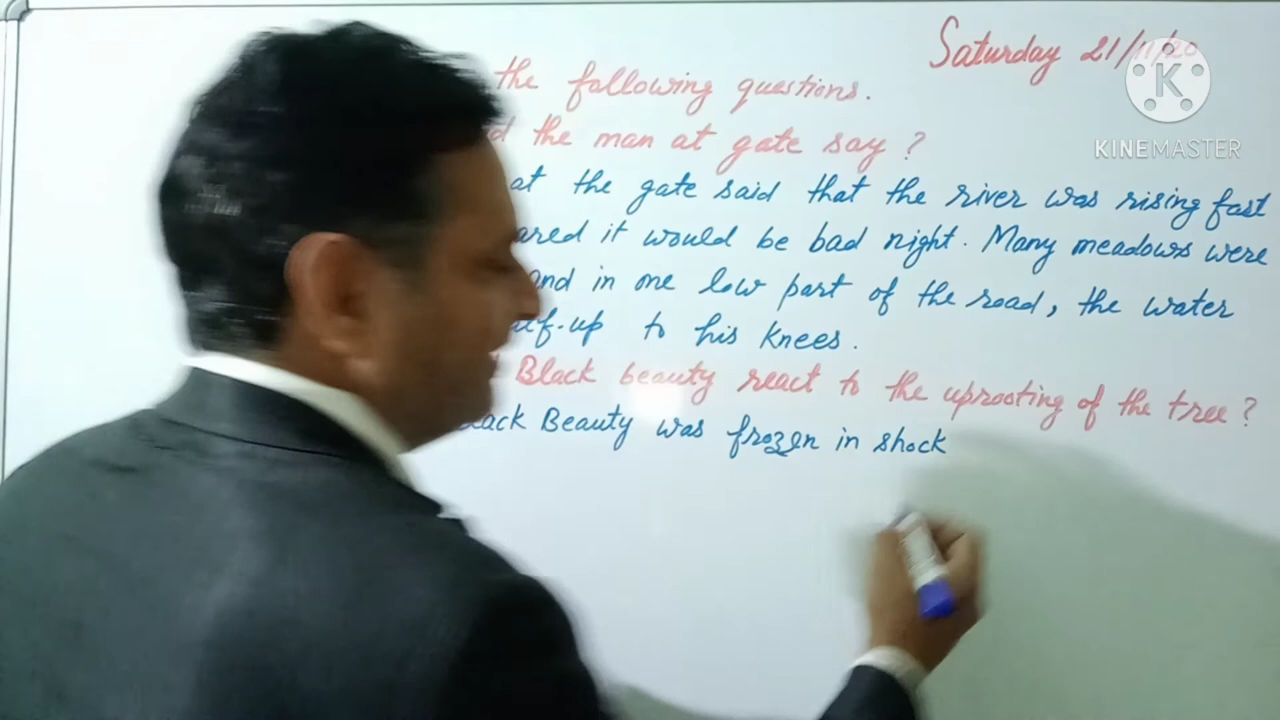 Saturday 21/11/20
the following questions.
the man at gate say ?
at the gate said that the river was rising fast
it would be bad night. Many meadows were
and in one low part of the road, the water
to his knees.
Black beauty react to the uprooting of the tree ?
Beauty was frozen in shock
KINEMASTER